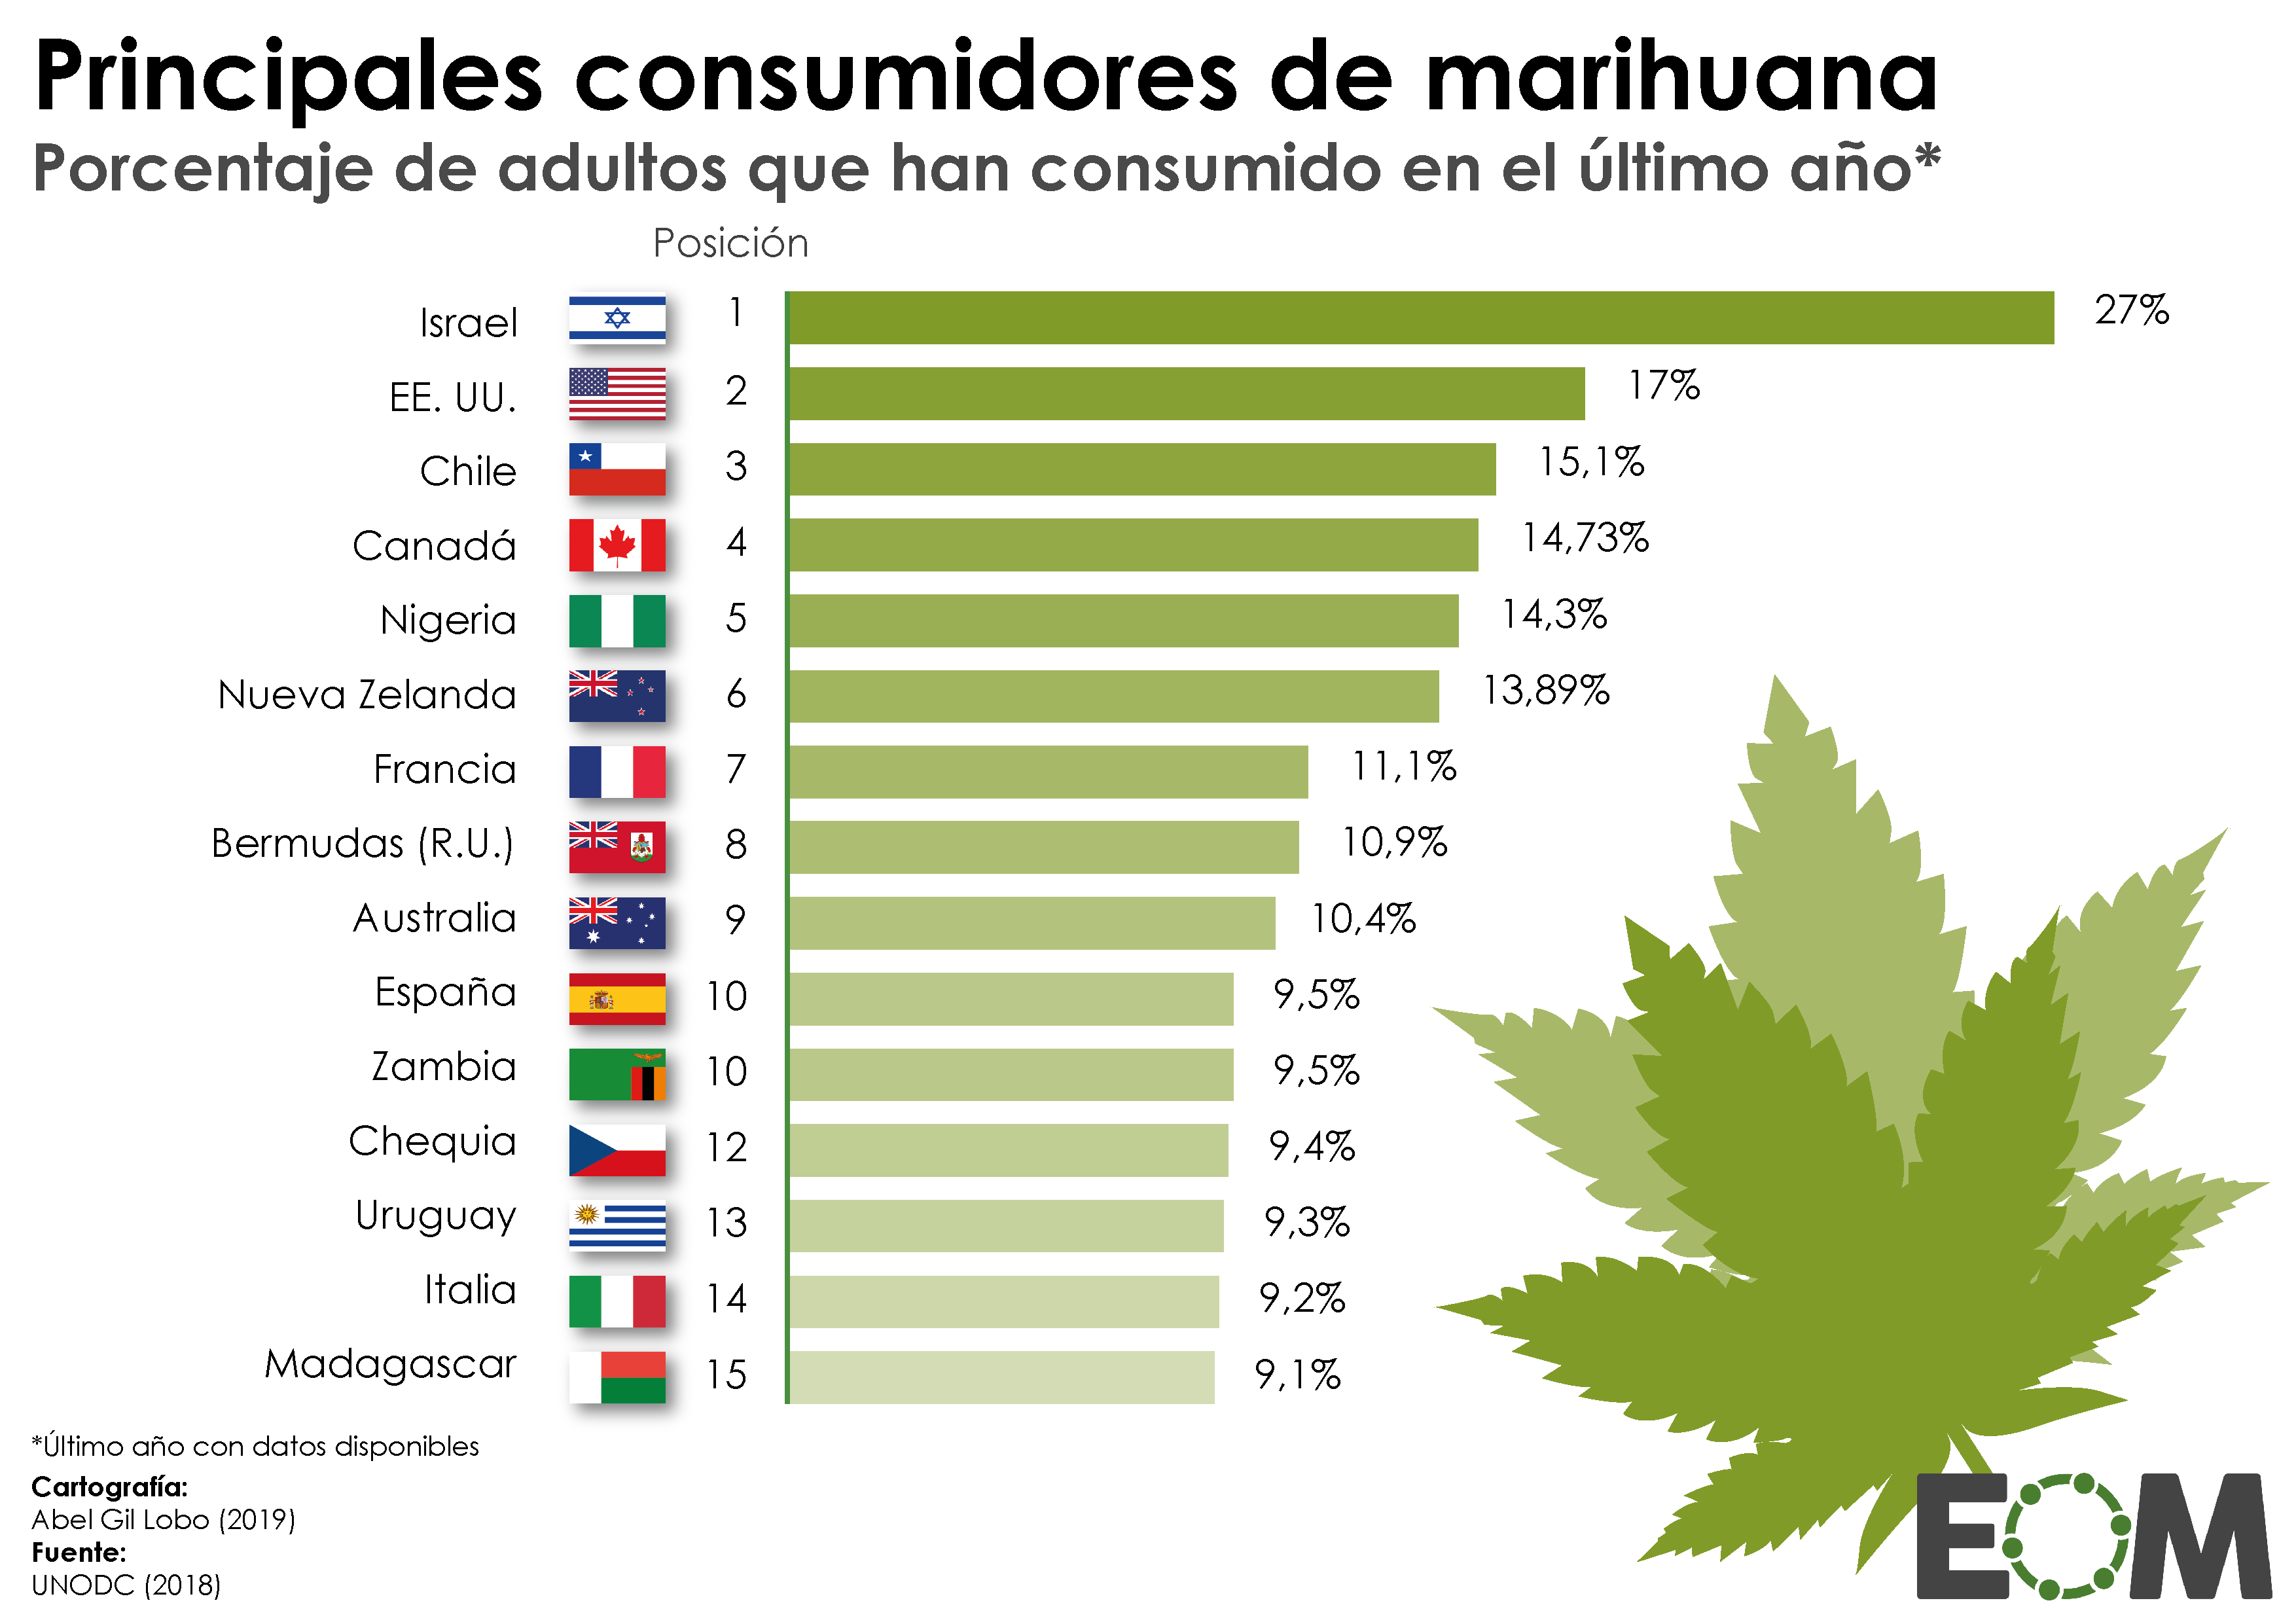 Principales consumidores de marihuana
Porcentaje de adultos que han consumido en el último año*
Posición
Israel 1 27%
EE. UU. 2 17%
Chile 3 15,1%
Canadá 4 14,73%
Nigeria 5 14,3%
Nueva Zelanda 6 13,89%
Francia 7 11,1%
Bermudas (R.U.) 8 10,9%
Australia 9 10,4%
España 10 9,5%
Zambia 10 9,5%
Chequia 12 9,4%
Uruguay 13 9,3%
Italia 14 9,2%
Madagascar 15 9,1%
*Último año con datos disponibles
Cartografía:
Abel Gil Lobo (2019)
Fuente:
UNODC (2018)
EOM